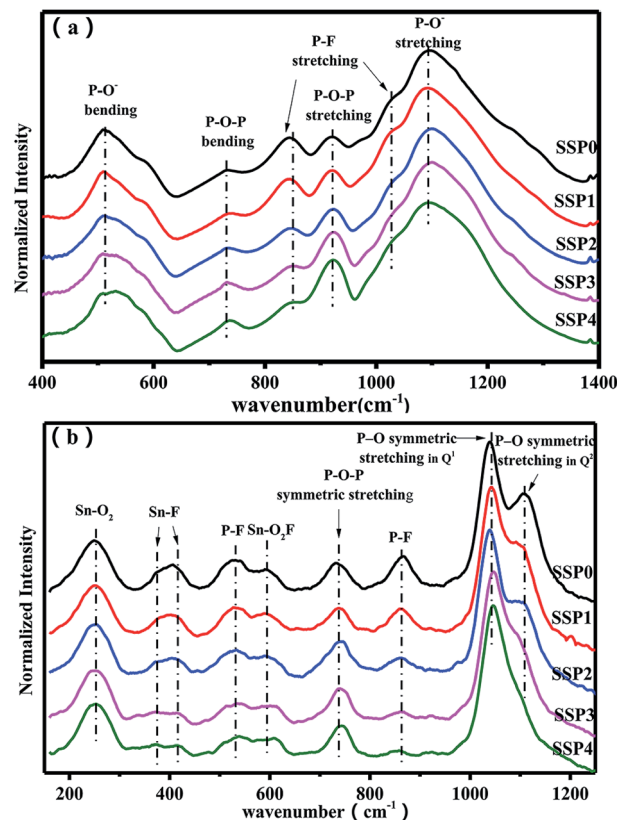 ( a )
P-O⁻
bending
P-O-P
bending
P-F
stretching
P-O-P
stretching
P-O⁻
stretching
SSP0
SSP1
SSP2
SSP3
SSP4
Normalized Intensity
400 600 800 1000 1200 1400
wavenumber(cm⁻¹)
( b )
Sn-O₂
Sn-F
P-F
Sn-O₂F
P-O-P
symmetric stretching
P-F
P–O symmetric
stretching in Q¹
P–O symmetric
stretching in Q²
SSP0
SSP1
SSP2
SSP3
SSP4
Normalized Intensity
200 400 600 800 1000 1200
wavenumber ( cm⁻¹ )